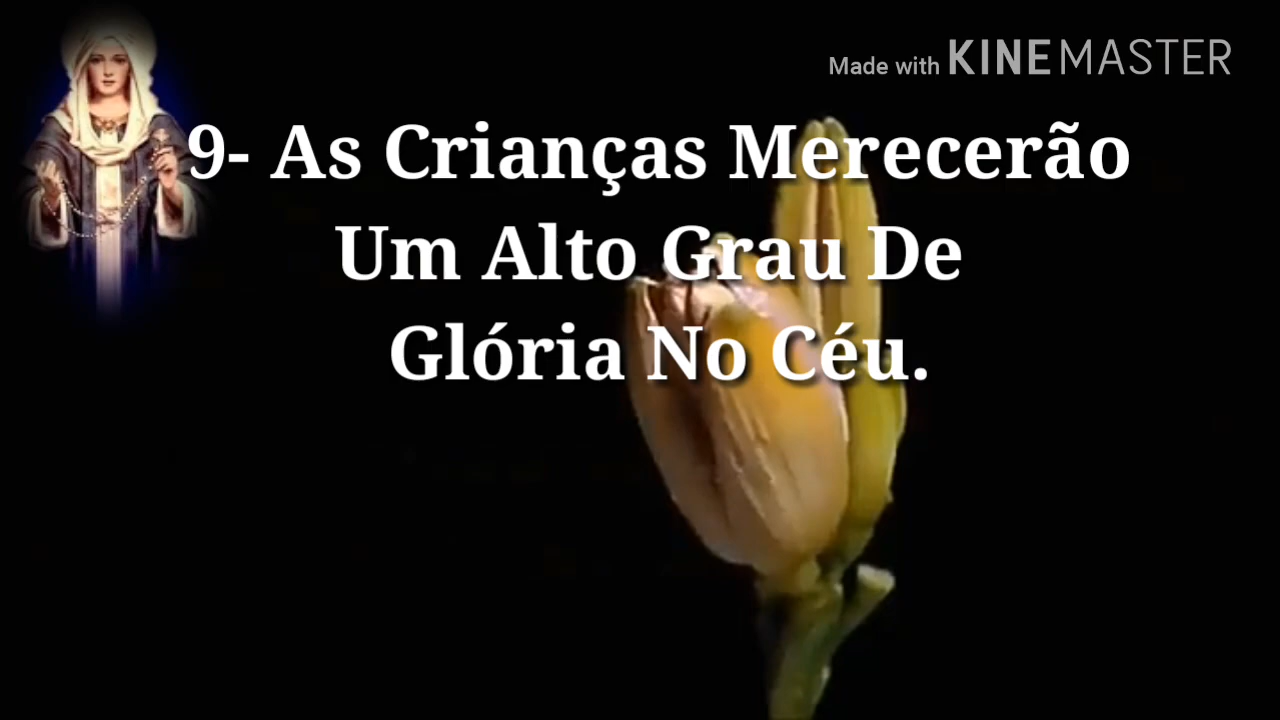 Made with KINEMASTER
9- As Crianças Merecerão
Um Alto Grau De
Glória No Céu.